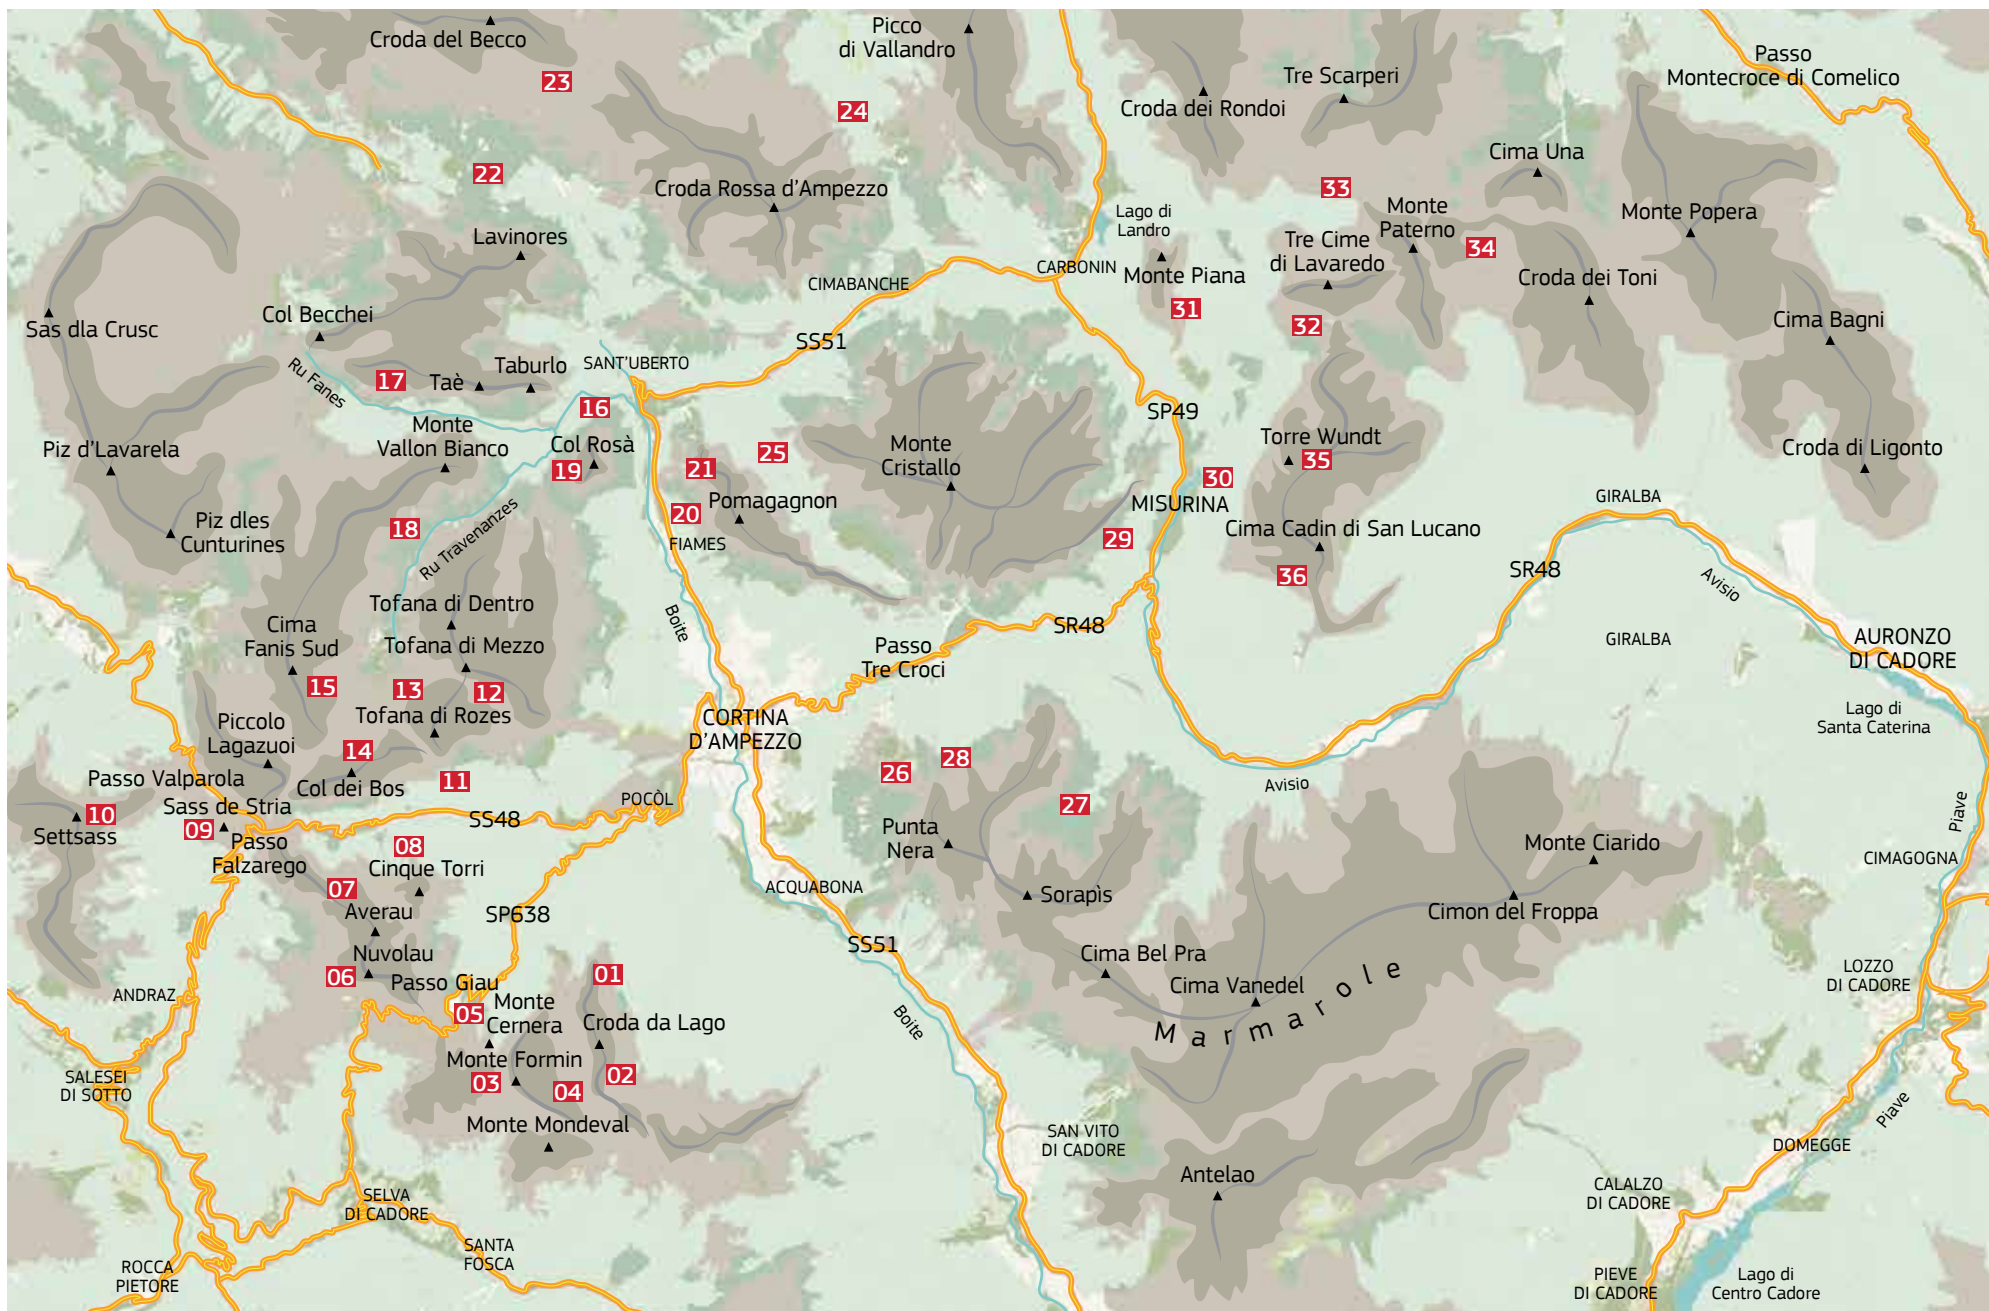 Croda del Becco
23
Picco
di Vallandro
24
Croda dei Rondoi
Tre Scarperi
Passo
Montecroce di Comelico
22
Croda Rossa d'Ampezzo
Lavinores
Lago di
Landro
33
Monte
Paterno
Cima Una
34
Monte Popera
Tre Cime
di Lavaredo
Croda dei Toni
CARBONIN
Monte Piana
31
32
CIMABANCHE
SS51
Cima Bagni
Sas dla Crusc
Col Becchei
Ru Fanes
17
Taè
Taburlo
SANT'UBERTO
16
SP49
Monte
Vallon Bianco
Col Rosà
19
Piz d'Lavarela
21
25
Monte
Cristallo
Torre Wundt
35
30
Croda di Ligonto
Piz dles
Cunturines
18
Ru Travenanzes
20
Pomagagnon
FIAMES
MISURINA
29
Cima Cadin di San Lucano
36
GIRALBA
SR48
Avisio
Tofana di Dentro
Cima
Fanis Sud
Tofana di Mezzo
Boite
SR48
Passo
Tre Croci
GIRALBA
AURONZO
DI CADORE
15
13
12
Tofana di Rozes
Piccolo
Lagazuoi
14
CORTINA
D'AMPEZZO
Lago di
Santa Caterina
Passo Valparola
Col dei Bos
11
26
28
27
Avisio
POCÒL
10
Settsass
Sass de Stria
09
Passo
Falzarego
SS48
08
Cinque Torri
Punta
Nera
Monte Ciarido
Piave
CIMAGOGNA
07
Averau
SP638
ACQUABONA
Sorapìs
Cimon del Froppa
Nuvolau
06
Passo Giau
SS51
Cima Bel Pra
Cima Vanedel
Marmarole
LOZZO
DI CADORE
ANDRAZ
01
05
Monte
Cernera
Croda da Lago
Boite
Monte Formin
03
04
02
SALESEI
DI SOTTO
Monte Mondeval
SAN VITO
DI CADORE
Piave
DOMEGGE
Antelao
CALALZO
DI CADORE
SELVA
DI CADORE
SANTA
FOSCA
ROCCA
PIETORE
PIEVE
DI CADORE
Lago di
Centro Cadore